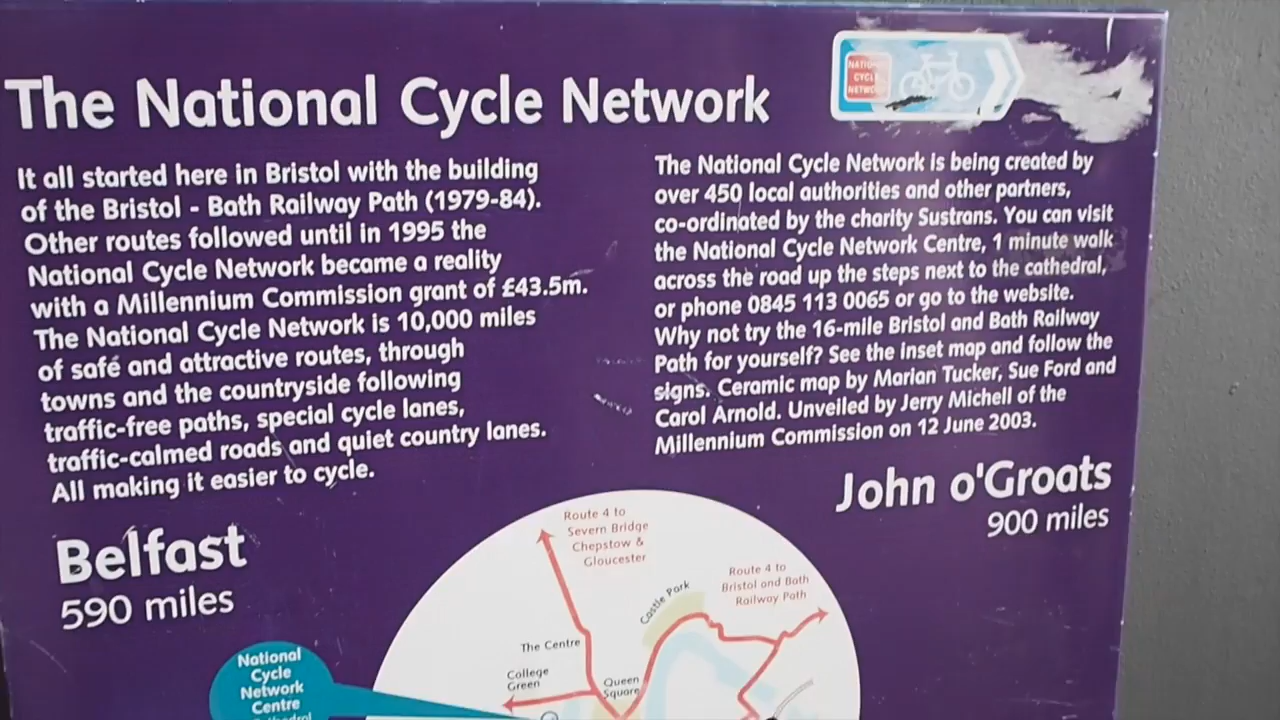 The National Cycle Network
NATIO
CYCL
NETWO
It all started here in Bristol with the building
of the Bristol - Bath Railway Path (1979-84).
Other routes followed until in 1995 the
National Cycle Network became a reality
with a Millennium Commission grant of £43.5m.
The National Cycle Network is 10,000 miles
of safe and attractive routes, through
towns and the countryside following
traffic-free paths, special cycle lanes,
traffic-calmed roads and quiet country lanes.
All making it easier to cycle.
The National Cycle Network is being created by
over 450 local authorities and other partners,
co-ordinated by the charity Sustrans. You can visit
the National Cycle Network Centre, 1 minute walk
across the road up the steps next to the cathedral,
or phone 0845 113 0065 or go to the website.
Why not try the 16-mile Bristol and Bath Railway
Path for yourself? See the inset map and follow the
signs. Ceramic map by Marian Tucker, Sue Ford and
Carol Arnold. Unveiled by Jerry Michell of the
Millennium Commission on 12 June 2003.
Belfast
590 miles
John o'Groats
900 miles
Route 4 to
Severn Bridge
Chepstow &
Gloucester
Route 4 to
Bristol and Bath
Railway Path
Castle Park
The Centre
College
Green
Queen
Square
National
Cycle
Network
Centre